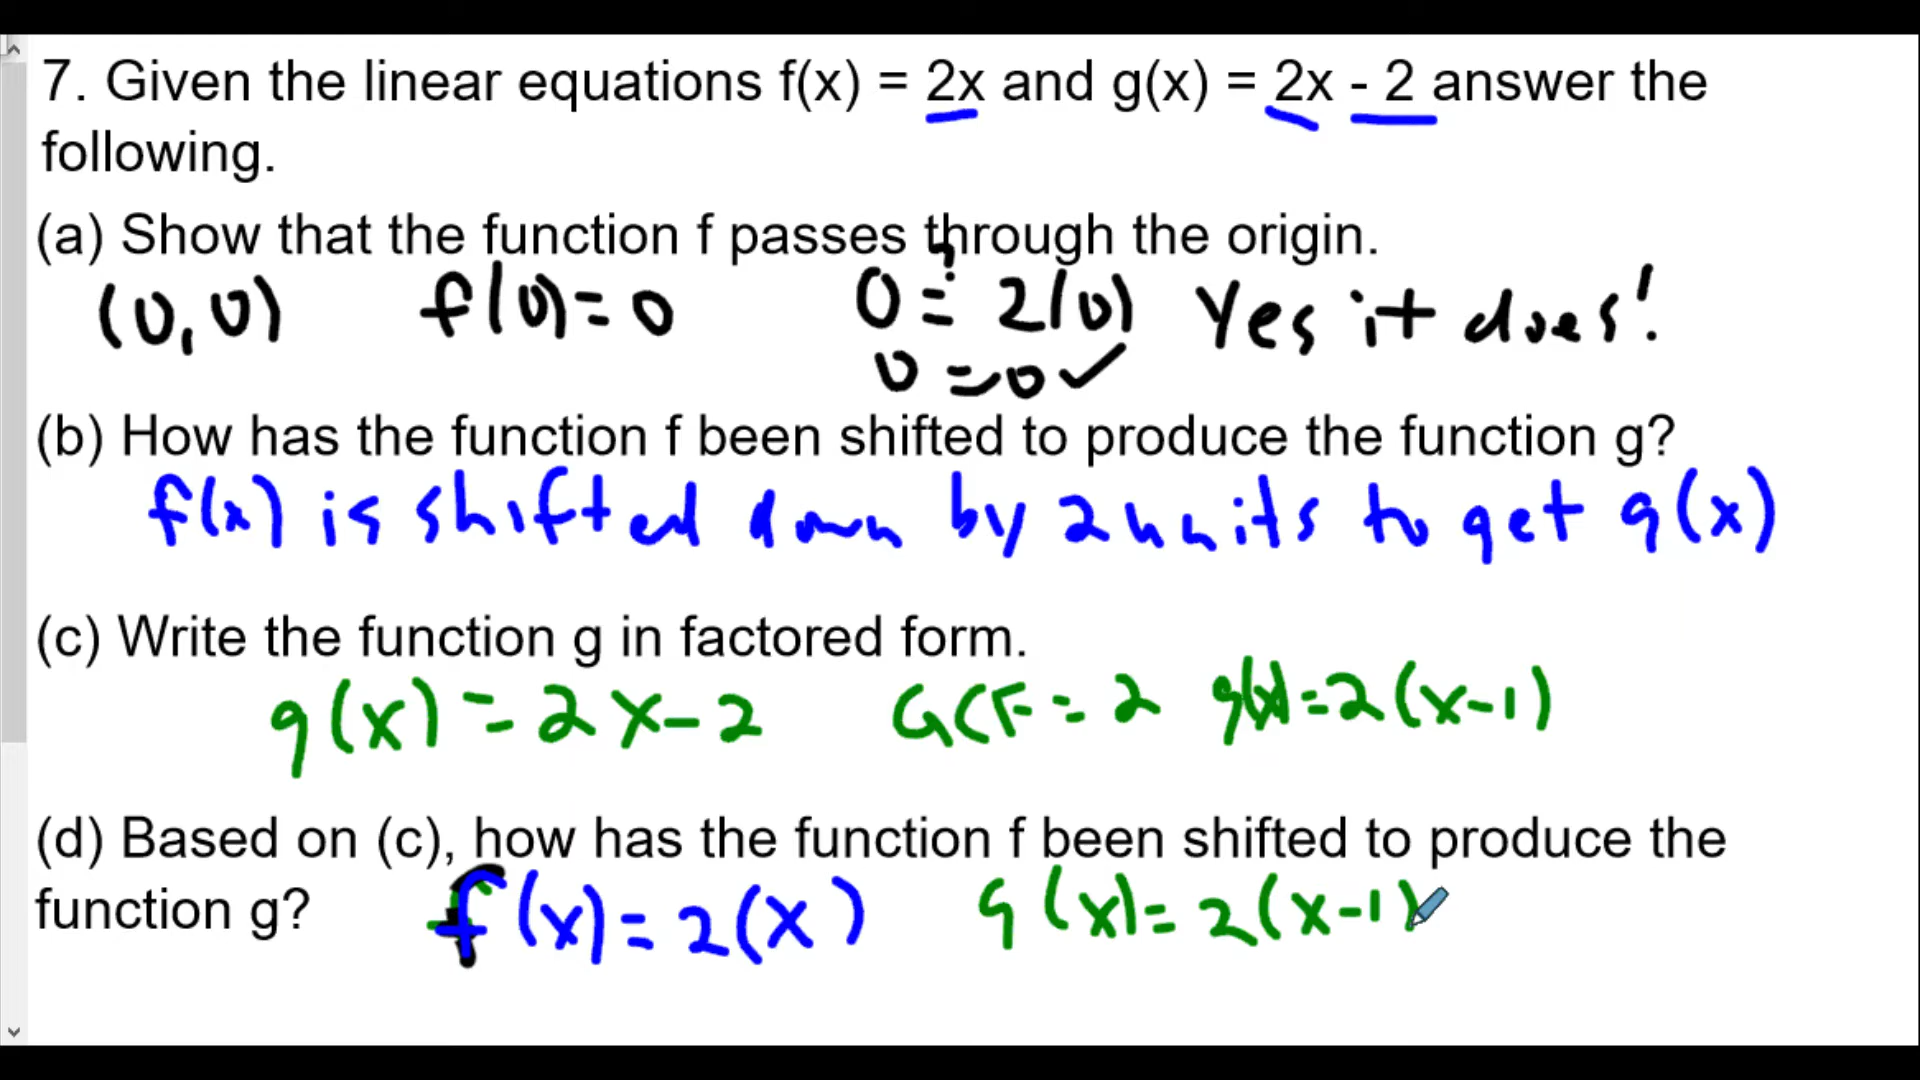 7. Given the linear equations f(x) = 2x and g(x) = 2x - 2 answer the
following.
(a) Show that the function f passes through the origin.
(0,0) f(0)=0 0 ≟ 2(0) Yes it does!
0 = 0 ✓
(b) How has the function f been shifted to produce the function g?
f(x) is shifted down by 2 units to get g(x)
(c) Write the function g in factored form.
g(x) = 2x-2 GCF = 2 g(x)=2(x-1)
(d) Based on (c), how has the function f been shifted to produce the
function g? f(x)=2(x) g(x)=2(x-1)